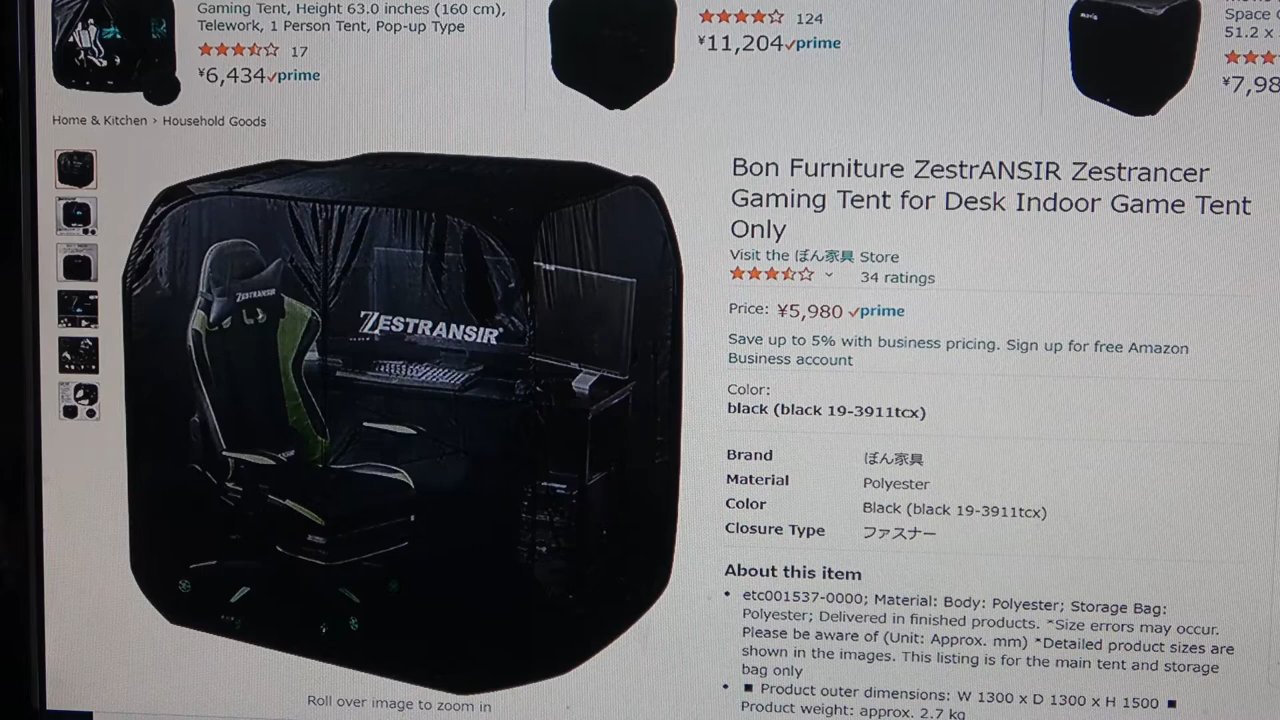 Gaming Tent, Height 63.0 inches (160 cm),
Telework, 1 Person Tent, Pop-up Type
17
¥6,434 prime
124
¥11,204 prime
Space
51.2 x
¥7,98
Home & Kitchen › Household Goods
ZESTRANSIR
ZESTRANSIR®
Roll over image to zoom in
Bon Furniture ZestrANSIR Zestrancer
Gaming Tent for Desk Indoor Game Tent
Only
Visit the ぼん家具 Store
34 ratings
Price: ¥5,980 prime
Save up to 5% with business pricing. Sign up for free Amazon
Business account
Color:
black (black 19-3911tcx)
Brand ぼん家具
Material Polyester
Color Black (black 19-3911tcx)
Closure Type ファスナー
About this item
• etc001537-0000; Material: Body: Polyester; Storage Bag:
Polyester; Delivered in finished products. *Size errors may occur.
Please be aware of (Unit: Approx. mm) *Detailed product sizes are
shown in the images. This listing is for the main tent and storage
bag only
• ■ Product outer dimensions: W 1300 x D 1300 x H 1500 ■
Product weight: approx. 2.7 kg